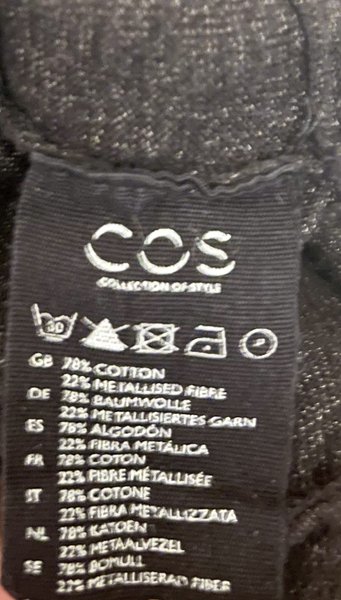 COS
COLLECTION OF STYLE
30
GB 78% COTTON
22% METALLISED FIBRE
DE 78% BAUMWOLLE
22% METALLISIERTES GARN
ES 78% ALGODÓN
22% FIBRA METÁLICA
FR 78% COTON
22% FIBRE MÉTALLISÉE
IT 78% COTONE
22% FIBRA METALLIZZATA
NL 78% KATOEN
22% METAALVEZEL
SE 78% BOMULL
22% METALLISERAD FIBER